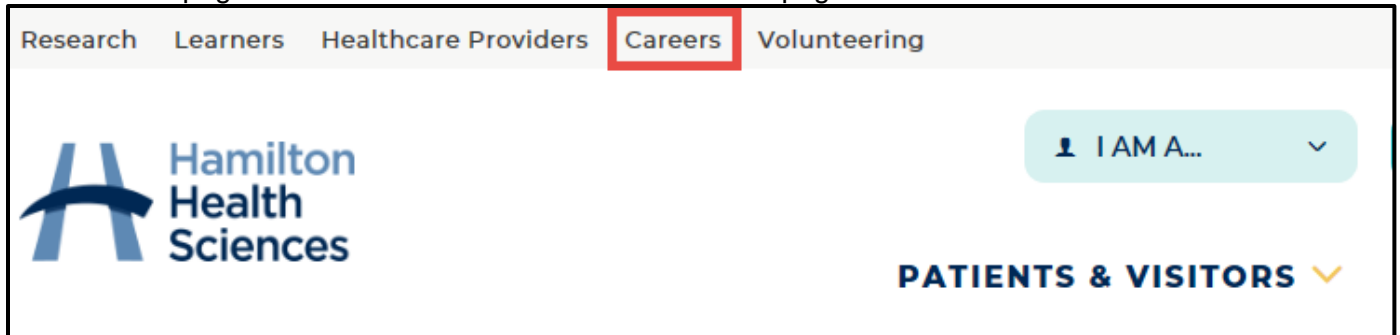 Research Learners Healthcare Providers Careers Volunteering
I AM A...
Hamilton
Health
Sciences
PATIENTS & VISITORS